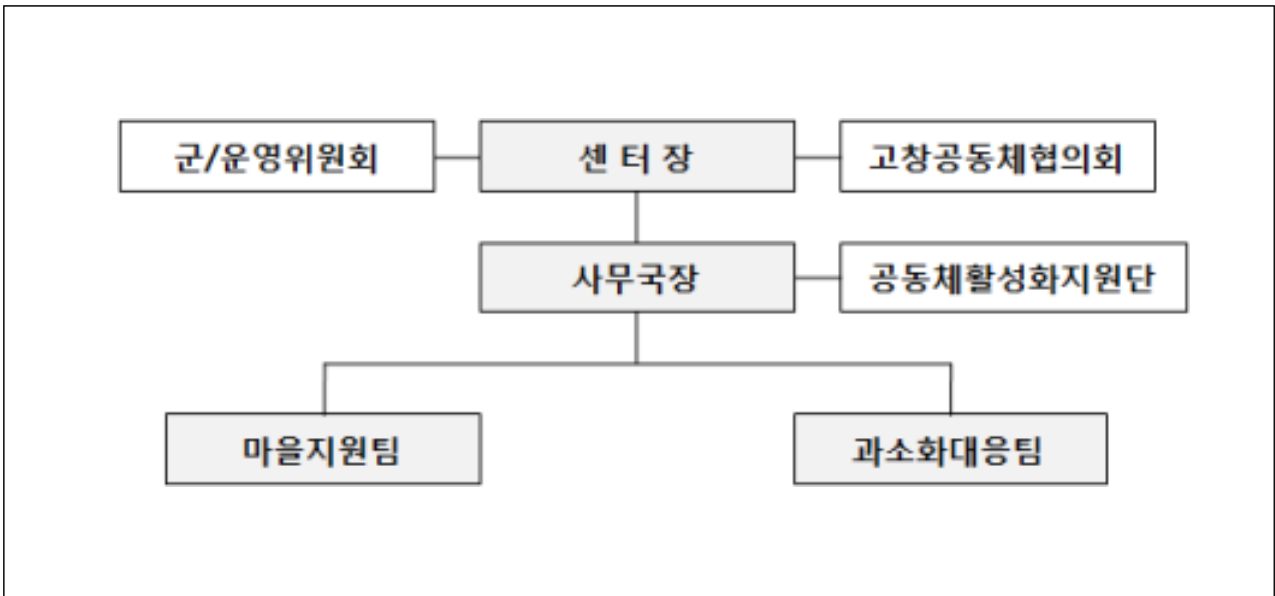 군/운영위원회
센 터 장
고창공동체협의회
사무국장
공동체활성화지원단
마을지원팀
과소화대응팀